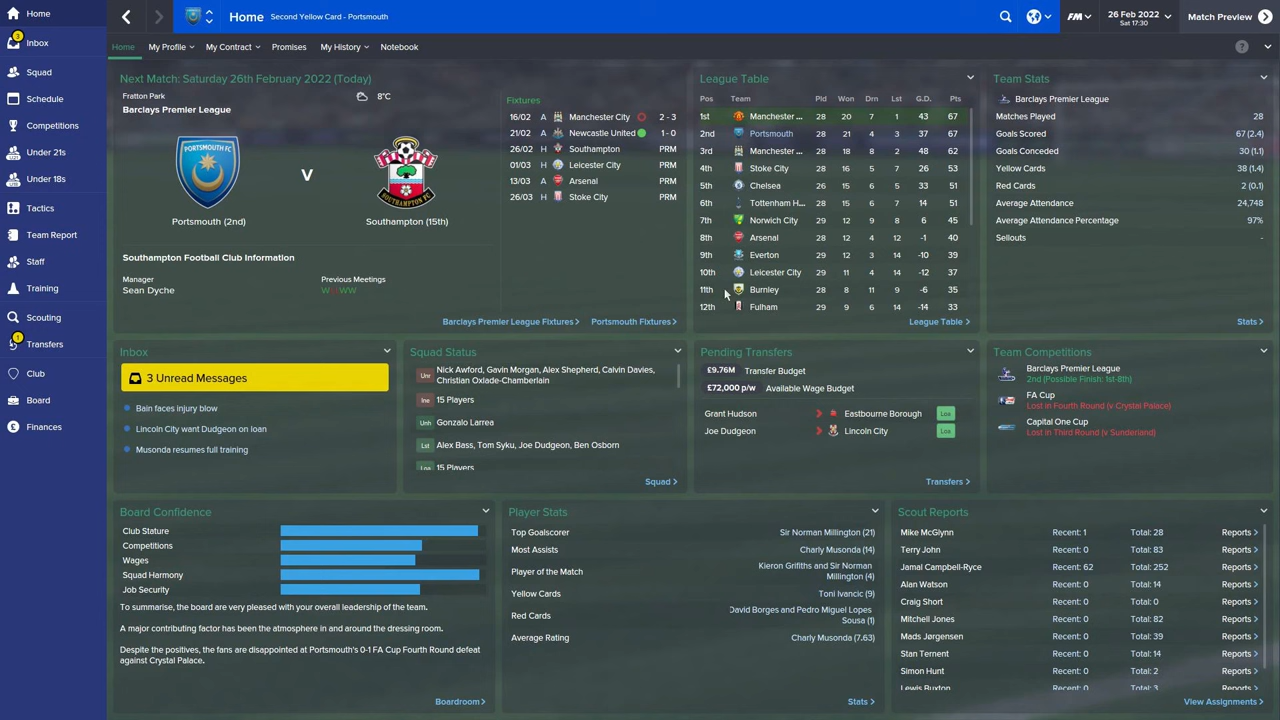 Home
Second Yellow Card - Portsmouth
FM
26 Feb 2022
Sat 17:30
Match Preview
Home
3
Inbox
Squad
Schedule
Competitions
U21
Under 21s
U18
Under 18s
Tactics
Team Report
Staff
Training
Scouting
1
Transfers
Club
Board
Finances
Home
My Profile
My Contract
Promises
My History
Notebook
?
Next Match: Saturday 26th February 2022 (Today)
Fratton Park
8°C
Barclays Premier League
V
Portsmouth (2nd)
Southampton (15th)
Southampton Football Club Information
Manager
Previous Meetings
Sean Dyche
W WW
Fixtures
16/02 A Manchester City 2 - 3
21/02 A Newcastle United 1 - 0
26/02 H Southampton PRM
01/03 H Leicester City PRM
13/03 A Arsenal PRM
26/03 H Stoke City PRM
Barclays Premier League Fixtures >
Portsmouth Fixtures >
League Table
Pos Team Pld Won Drn Lst G.D. Pts
1st Manchester ... 28 20 7 1 43 67
2nd Portsmouth 28 21 4 3 37 67
3rd Manchester ... 28 18 8 2 48 62
4th Stoke City 28 16 5 7 26 53
5th Chelsea 26 15 6 5 33 51
6th Tottenham H... 28 15 6 7 14 51
7th Norwich City 29 12 9 8 6 45
8th Arsenal 28 12 4 12 -1 40
9th Everton 29 12 3 14 -10 39
10th Leicester City 29 11 4 14 -12 37
11th Burnley 28 8 11 9 -6 35
12th Fulham 29 9 6 14 -14 33
League Table >
Team Stats
Barclays Premier League
Matches Played 28
Goals Scored 67 (2.4)
Goals Conceded 30 (1.1)
Yellow Cards 38 (1.4)
Red Cards 2 (0.1)
Average Attendance 24,748
Average Attendance Percentage 97%
Sellouts -
Stats >
Inbox
3 Unread Messages
Bain faces injury blow
Lincoln City want Dudgeon on loan
Musonda resumes full training
Squad Status
Unr Nick Awford, Gavin Morgan, Alex Shepherd, Calvin Davies,
Christian Oxlade-Chamberlain
Ine 15 Players
Unh Gonzalo Larrea
Lst Alex Bass, Tom Syku, Joe Dudgeon, Ben Osborn
Loa 15 Players
Squad >
Pending Transfers
£9.76M Transfer Budget
£72,000 p/w Available Wage Budget
Grant Hudson Eastbourne Borough Loa
Joe Dudgeon Lincoln City Loa
Transfers >
Team Competitions
Barclays Premier League
2nd (Possible Finish: 1st-8th)
FA Cup
Lost in Fourth Round (v Crystal Palace)
Capital One Cup
Lost in Third Round (v Sunderland)
Board Confidence
Club Stature
Competitions
Wages
Squad Harmony
Job Security
To summarise, the board are very pleased with your overall leadership of the team.
A major contributing factor has been the atmosphere in and around the dressing room.
Despite the positives, the fans are disappointed at Portsmouth's 0-1 FA Cup Fourth Round defeat
against Crystal Palace.
Boardroom >
Player Stats
Top Goalscorer Sir Norman Millington (21)
Most Assists Charly Musonda (14)
Player of the Match Kieron Griffiths and Sir Norman
Millington (4)
Yellow Cards Toni Ivancic (9)
Red Cards David Borges and Pedro Miguel Lopes
Sousa (1)
Average Rating Charly Musonda (7.63)
Stats >
Scout Reports
Mike McGlynn Recent: 1 Total: 28 Reports >
Terry John Recent: 0 Total: 83 Reports >
Jamal Campbell-Ryce Recent: 62 Total: 252 Reports >
Alan Watson Recent: 0 Total: 14 Reports >
Craig Short Recent: 0 Total: 0 Reports >
Mitchell Jones Recent: 0 Total: 82 Reports >
Mads Jørgensen Recent: 0 Total: 39 Reports >
Stan Ternent Recent: 0 Total: 14 Reports >
Simon Hunt Recent: 0 Total: 2 Reports >
Lewis Buxton Recent: 0 Total: 3 Reports >
View Assignments >